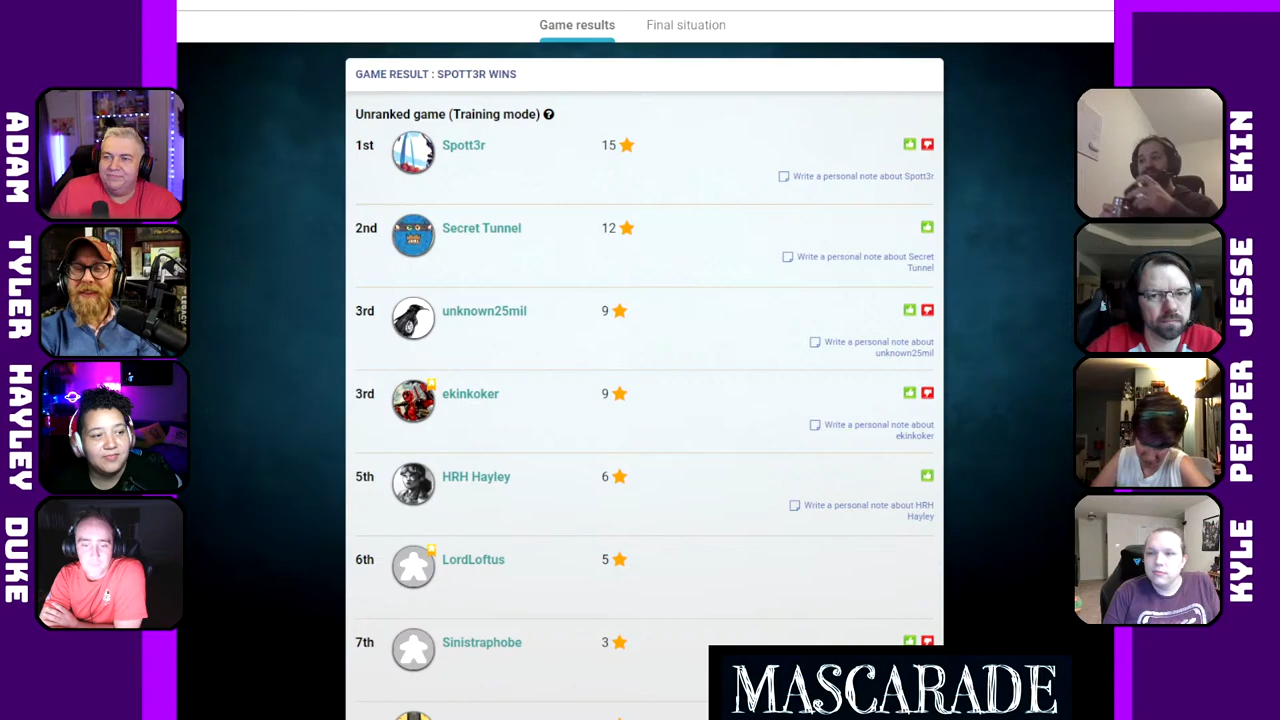 Game results
Final situation
GAME RESULT : SPOTT3R WINS
Unranked game (Training mode)
1st
Spott3r
15
Write a personal note about Spott3r
2nd
Secret Tunnel
12
Write a personal note about Secret
Tunnel
3rd
unknown25mil
9
Write a personal note about
unknown25mil
3rd
ekinkoker
9
Write a personal note about
ekinkoker
5th
HRH Hayley
6
Write a personal note about HRH
Hayley
6th
LordLoftus
5
7th
Sinistraphobe
3
MASCARADE
ADAM
TYLER
HAYLEY
DUKE
EKIN
JESSE
PEPPER
KYLE
LEGACY